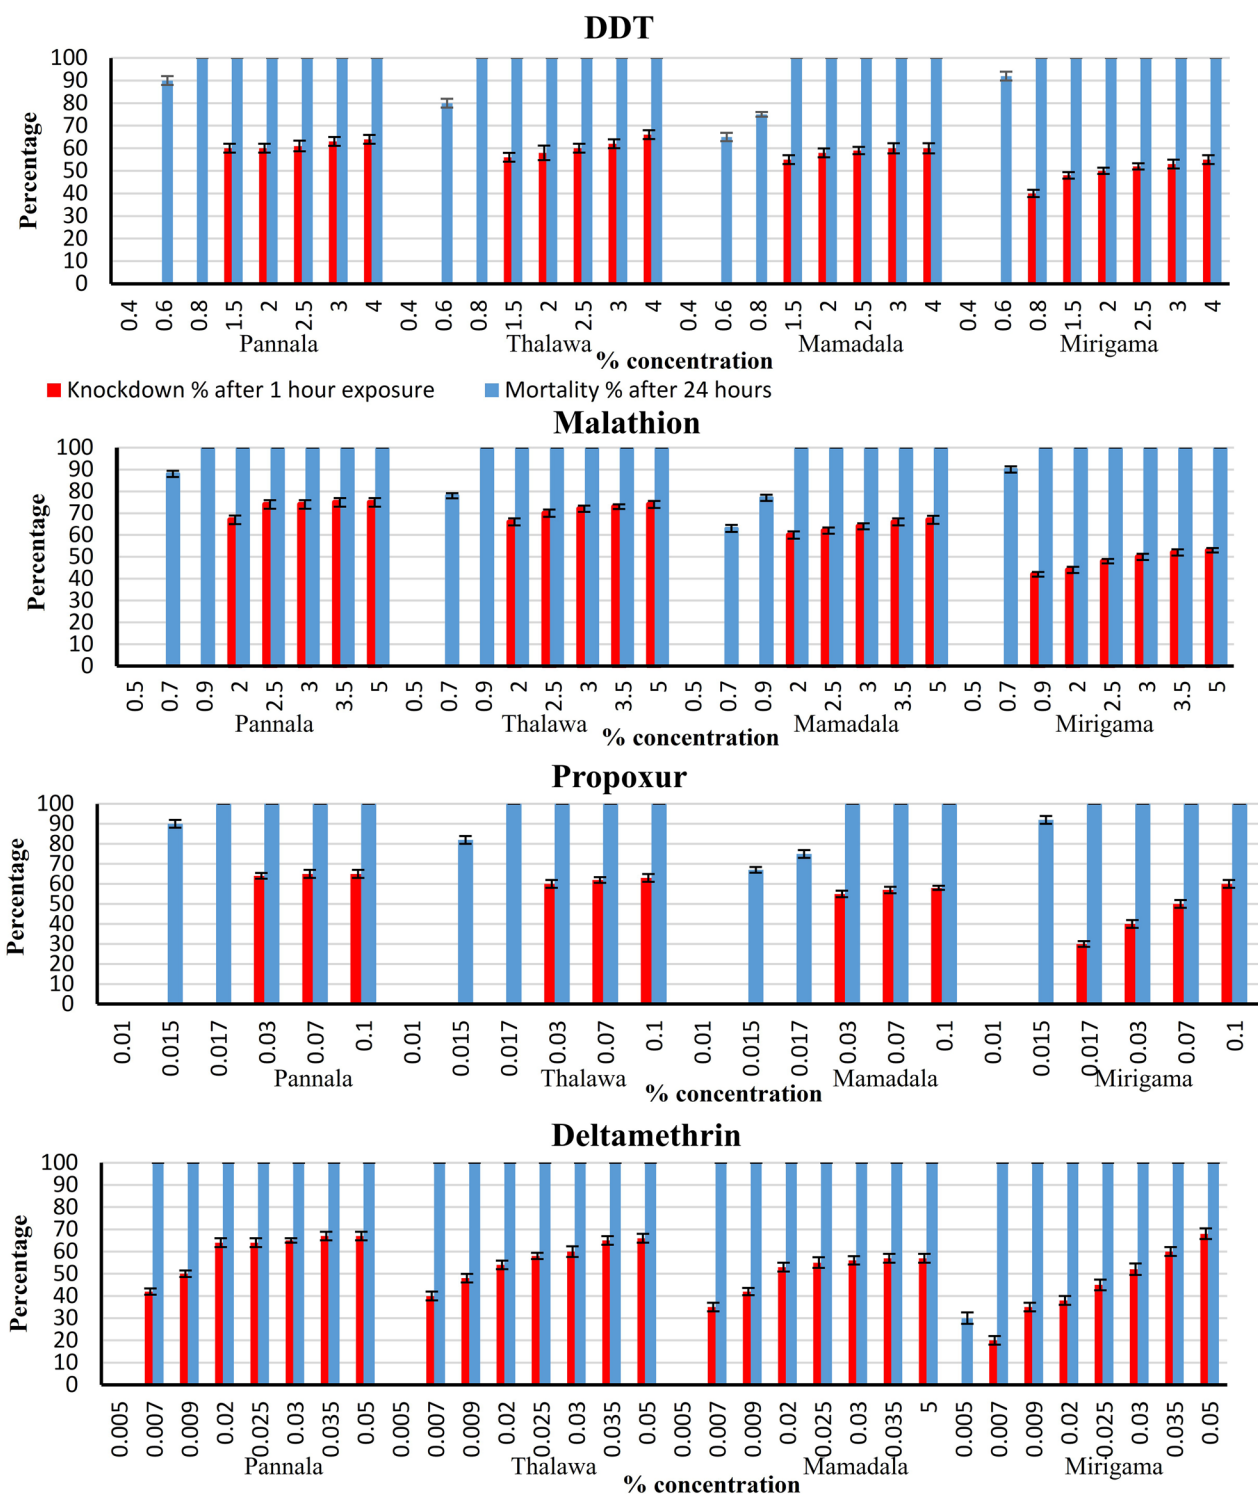 DDT
Percentage
100
90
80
70
60
50
40
30
20
10
0
0.4 0.6 0.8 1.5 2 2.5 3 4 0.4 0.6 0.8 1.5 2 2.5 3 4 0.4 0.6 0.8 1.5 2 2.5 3 4 0.4 0.6 0.8 1.5 2 2.5 3 4
Pannala Thalawa Mamadala Mirigama
% concentration
Knockdown % after 1 hour exposure Mortality % after 24 hours
Malathion
Percentage
100
90
80
70
60
50
40
30
20
10
0
0.5 0.7 0.9 2 2.5 3 3.5 5 0.5 0.7 0.9 2 2.5 3 3.5 5 0.5 0.7 0.9 2 2.5 3 3.5 5 0.5 0.7 0.9 2 2.5 3 3.5 5
Pannala Thalawa Mamadala Mirigama
% concentration
Propoxur
Percentage
100
90
80
70
60
50
40
30
20
10
0
0.01 0.015 0.017 0.03 0.07 0.1 0.01 0.015 0.017 0.03 0.07 0.1 0.01 0.015 0.017 0.03 0.07 0.1 0.01 0.015 0.017 0.03 0.07 0.1
Pannala Thalawa Mamadala Mirigama
% concentration
Deltamethrin
Percentage
100
90
80
70
60
50
40
30
20
10
0
0.005 0.007 0.009 0.02 0.025 0.03 0.035 0.05 0.005 0.007 0.009 0.02 0.025 0.03 0.035 0.05 0.005 0.007 0.009 0.02 0.025 0.03 0.035 5 0.005 0.007 0.009 0.02 0.025 0.03 0.035 0.05
Pannala Thalawa Mamadala Mirigama
% concentration